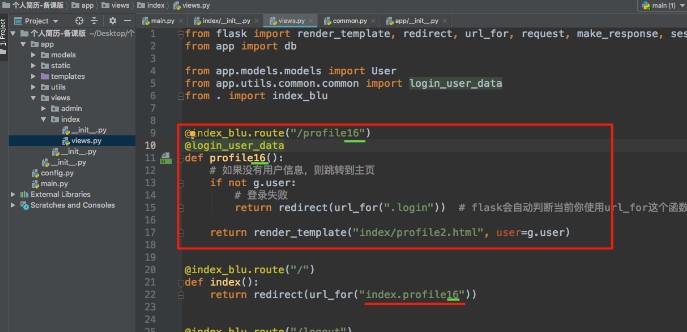 个人简历-备课版 app views index views.py
main ()
Project
main.py index/__init__.py views.py common.py app/__init__.py
1: Project
个人简历-备课版 ~/Desktop/个
app
models
static
templates
utils
views
admin
index
__init__.py
views.py
__init__.py
__init__.py
config.py
main.py
External Libraries
Scratches and Consoles
1 from flask import render_template, redirect, url_for, request, make_response, ses
2 from app import db
3
4 from app.models.models import User
5 from app.utils.common.common import login_user_data
6 from . import index_blu
7
8
9 @index_blu.route("/profile16")
10 @login_user_data
11 def profile16():
12 # 如果没有用户信息，则跳转到主页
13 if not g.user:
14 # 登录失败
15 return redirect(url_for(".login")) # flask会自动判断当前你使用url_for这个函数
16
17 return render_template("index/profile2.html", user=g.user)
18
19
20 @index_blu.route("/")
21 def index():
22 return redirect(url_for("index.profile16"))
23
24
25 @index_blu.route("/logout")